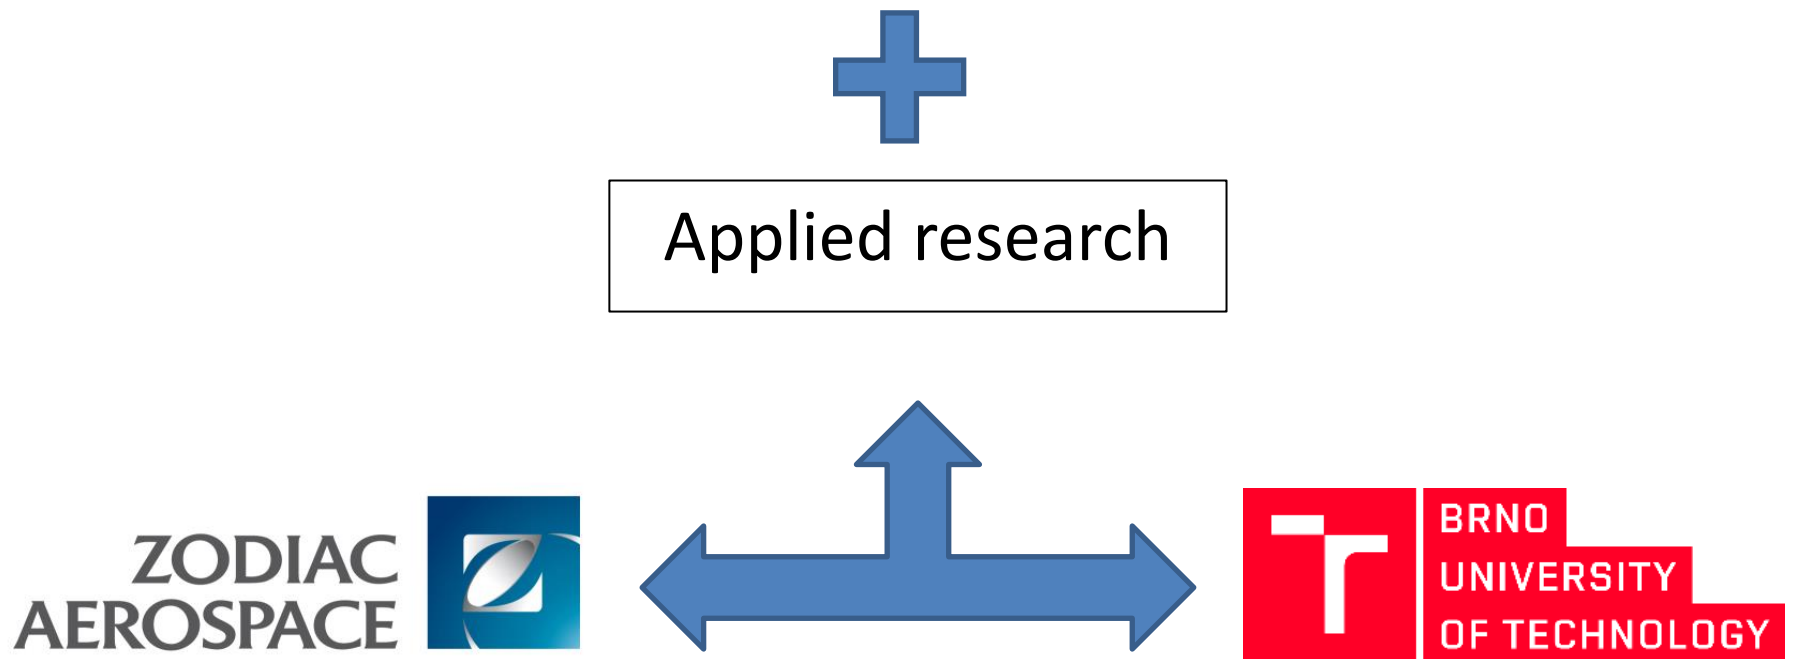 Applied research
ZODIAC
AEROSPACE
BRNO
UNIVERSITY
OF TECHNOLOGY